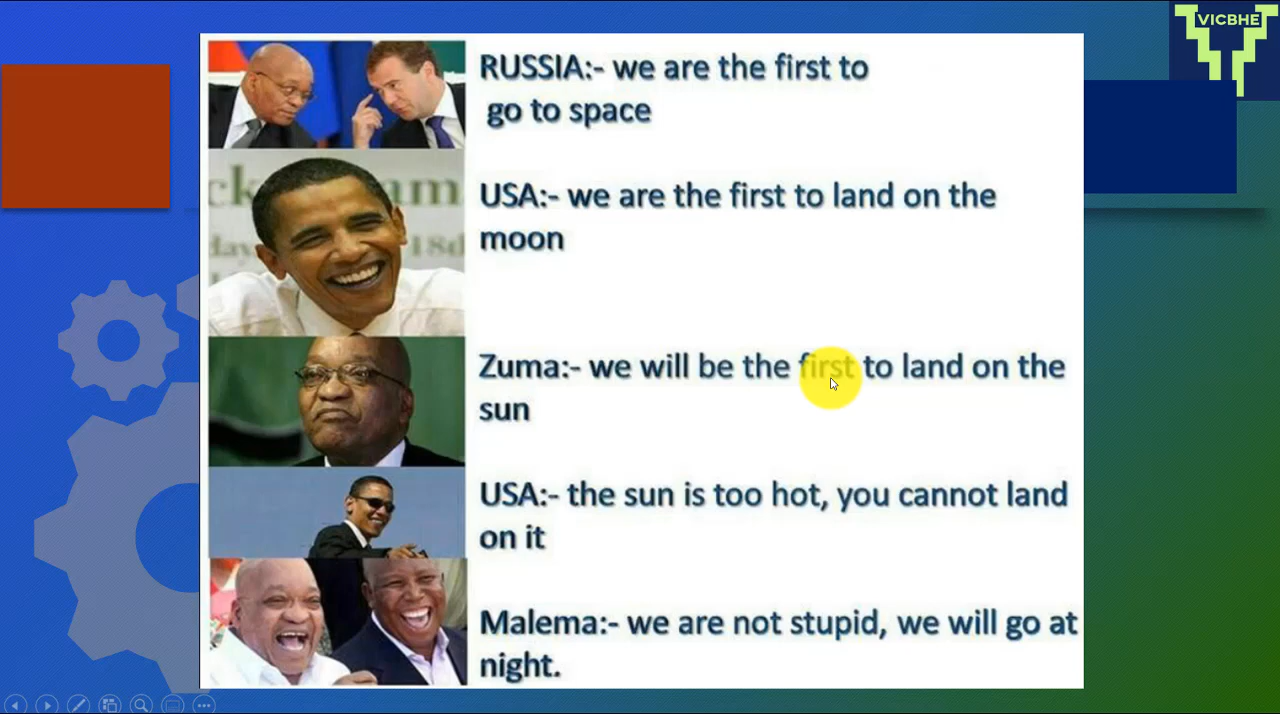 VICBHE
RUSSIA:- we are the first to
go to space
USA:- we are the first to land on the
moon
Zuma:- we will be the first to land on the
sun
USA:- the sun is too hot, you cannot land
on it
Malema:- we are not stupid, we will go at
night.